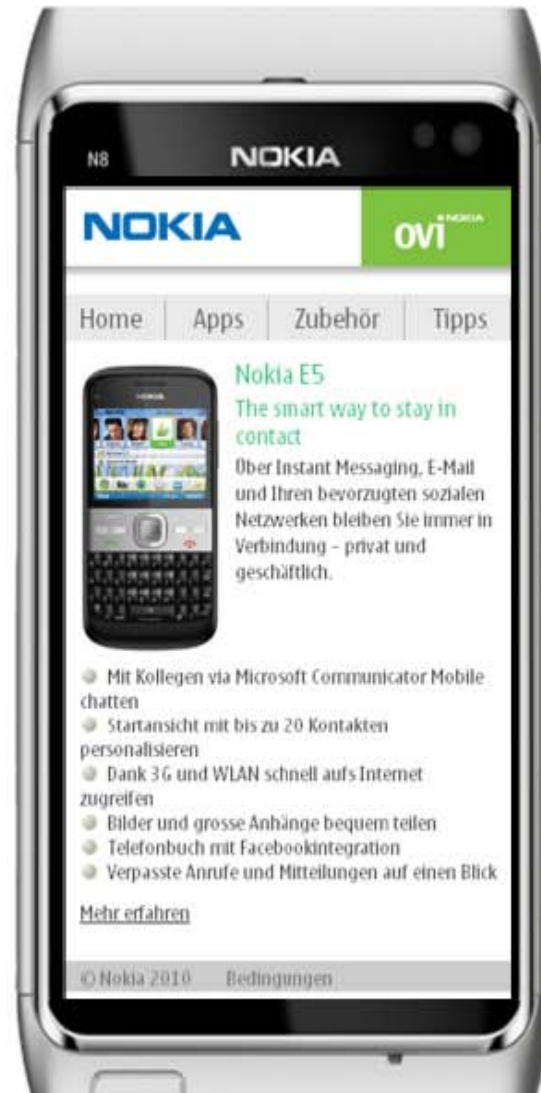 N8
NOKIA
NOKIA
ovi NOKIA
Home Apps Zubehör Tipps
Nokia E5
The smart way to stay in
contact
Über Instant Messaging, E-Mail
und Ihren bevorzugten sozialen
Netzwerken bleiben Sie immer in
Verbindung – privat und
geschäftlich.
Mit Kollegen via Microsoft Communicator Mobile
chatten
Startansicht mit bis zu 20 Kontakten
personalisieren
Dank 3G und WLAN schnell aufs Internet
zugreifen
Bilder und grosse Anhänge bequem teilen
Telefonbuch mit Facebookintegration
Verpasste Anrufe und Mitteilungen auf einen Blick
Mehr erfahren
© Nokia 2010 Bedingungen